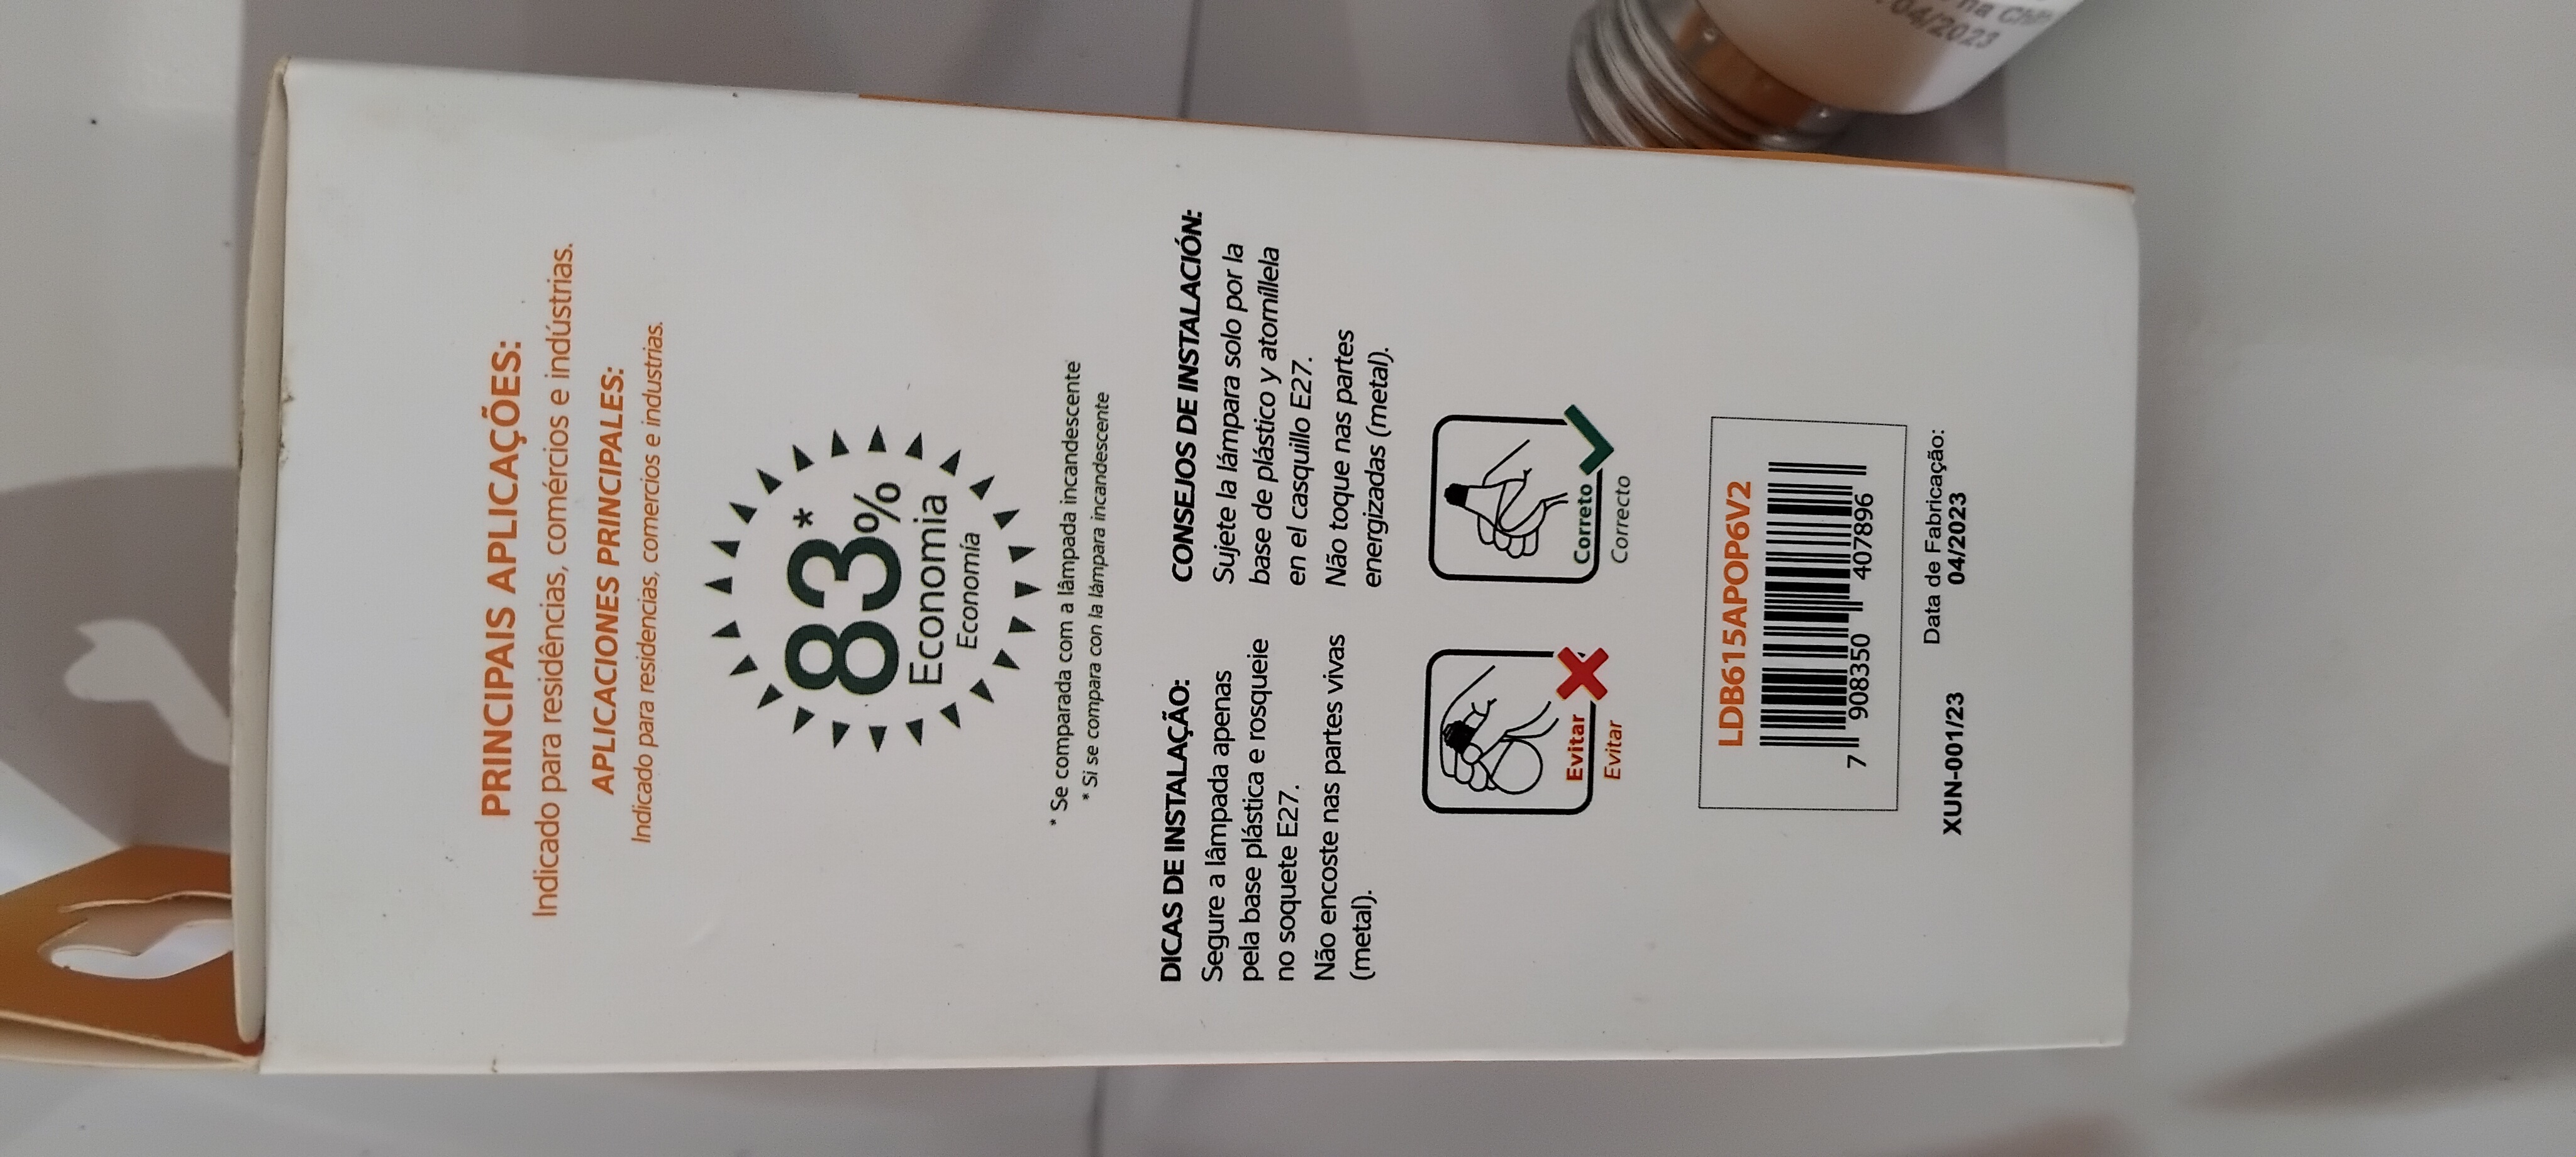 PRINCIPAIS APLICAÇÕES:
Indicado para residências, comércios e indústrias.
APLICACIONES PRINCIPALES:
Indicado para residencias, comercios e industrias.
83%*
Economia
Economía
* Se comparada com a lâmpada incandescente
* Si se compara con la lámpara incandescente
DICAS DE INSTALAÇÃO:
Segure a lâmpada apenas
pela base plástica e rosqueie
no soquete E27.
Não encoste nas partes vivas
(metal).
CONSEJOS DE INSTALACIÓN:
Sujete la lámpara solo por la
base de plástico y atomíllela
en el casquillo E27.
Não toque nas partes
energizadas (metal).
Evitar
Evitar
Correto
Correcto
LDB615APOP6V2
7 908350 407896
XUN-001/23
Data de Fabricação:
04/2023
na
04/2023